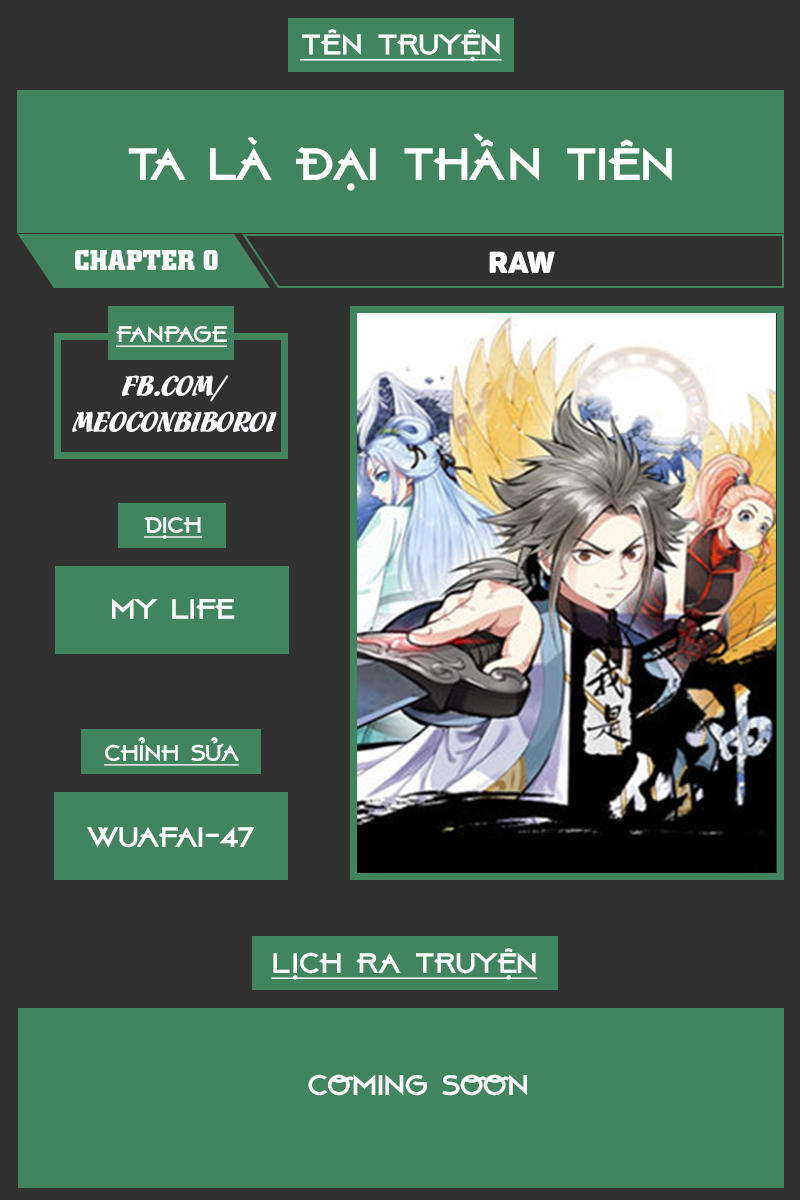 TÊN TRUYỆN
TA LÀ ĐẠI THẦN TIÊN
CHAPTER 0
RAW
FANPAGE
FB.COM/
MEOCONBIBORO1
DỊCH
MY LIFE
CHỈNH SỬA
WUAFAI-47
我是
大神仙
LỊCH RA TRUYỆN
COMING SOON